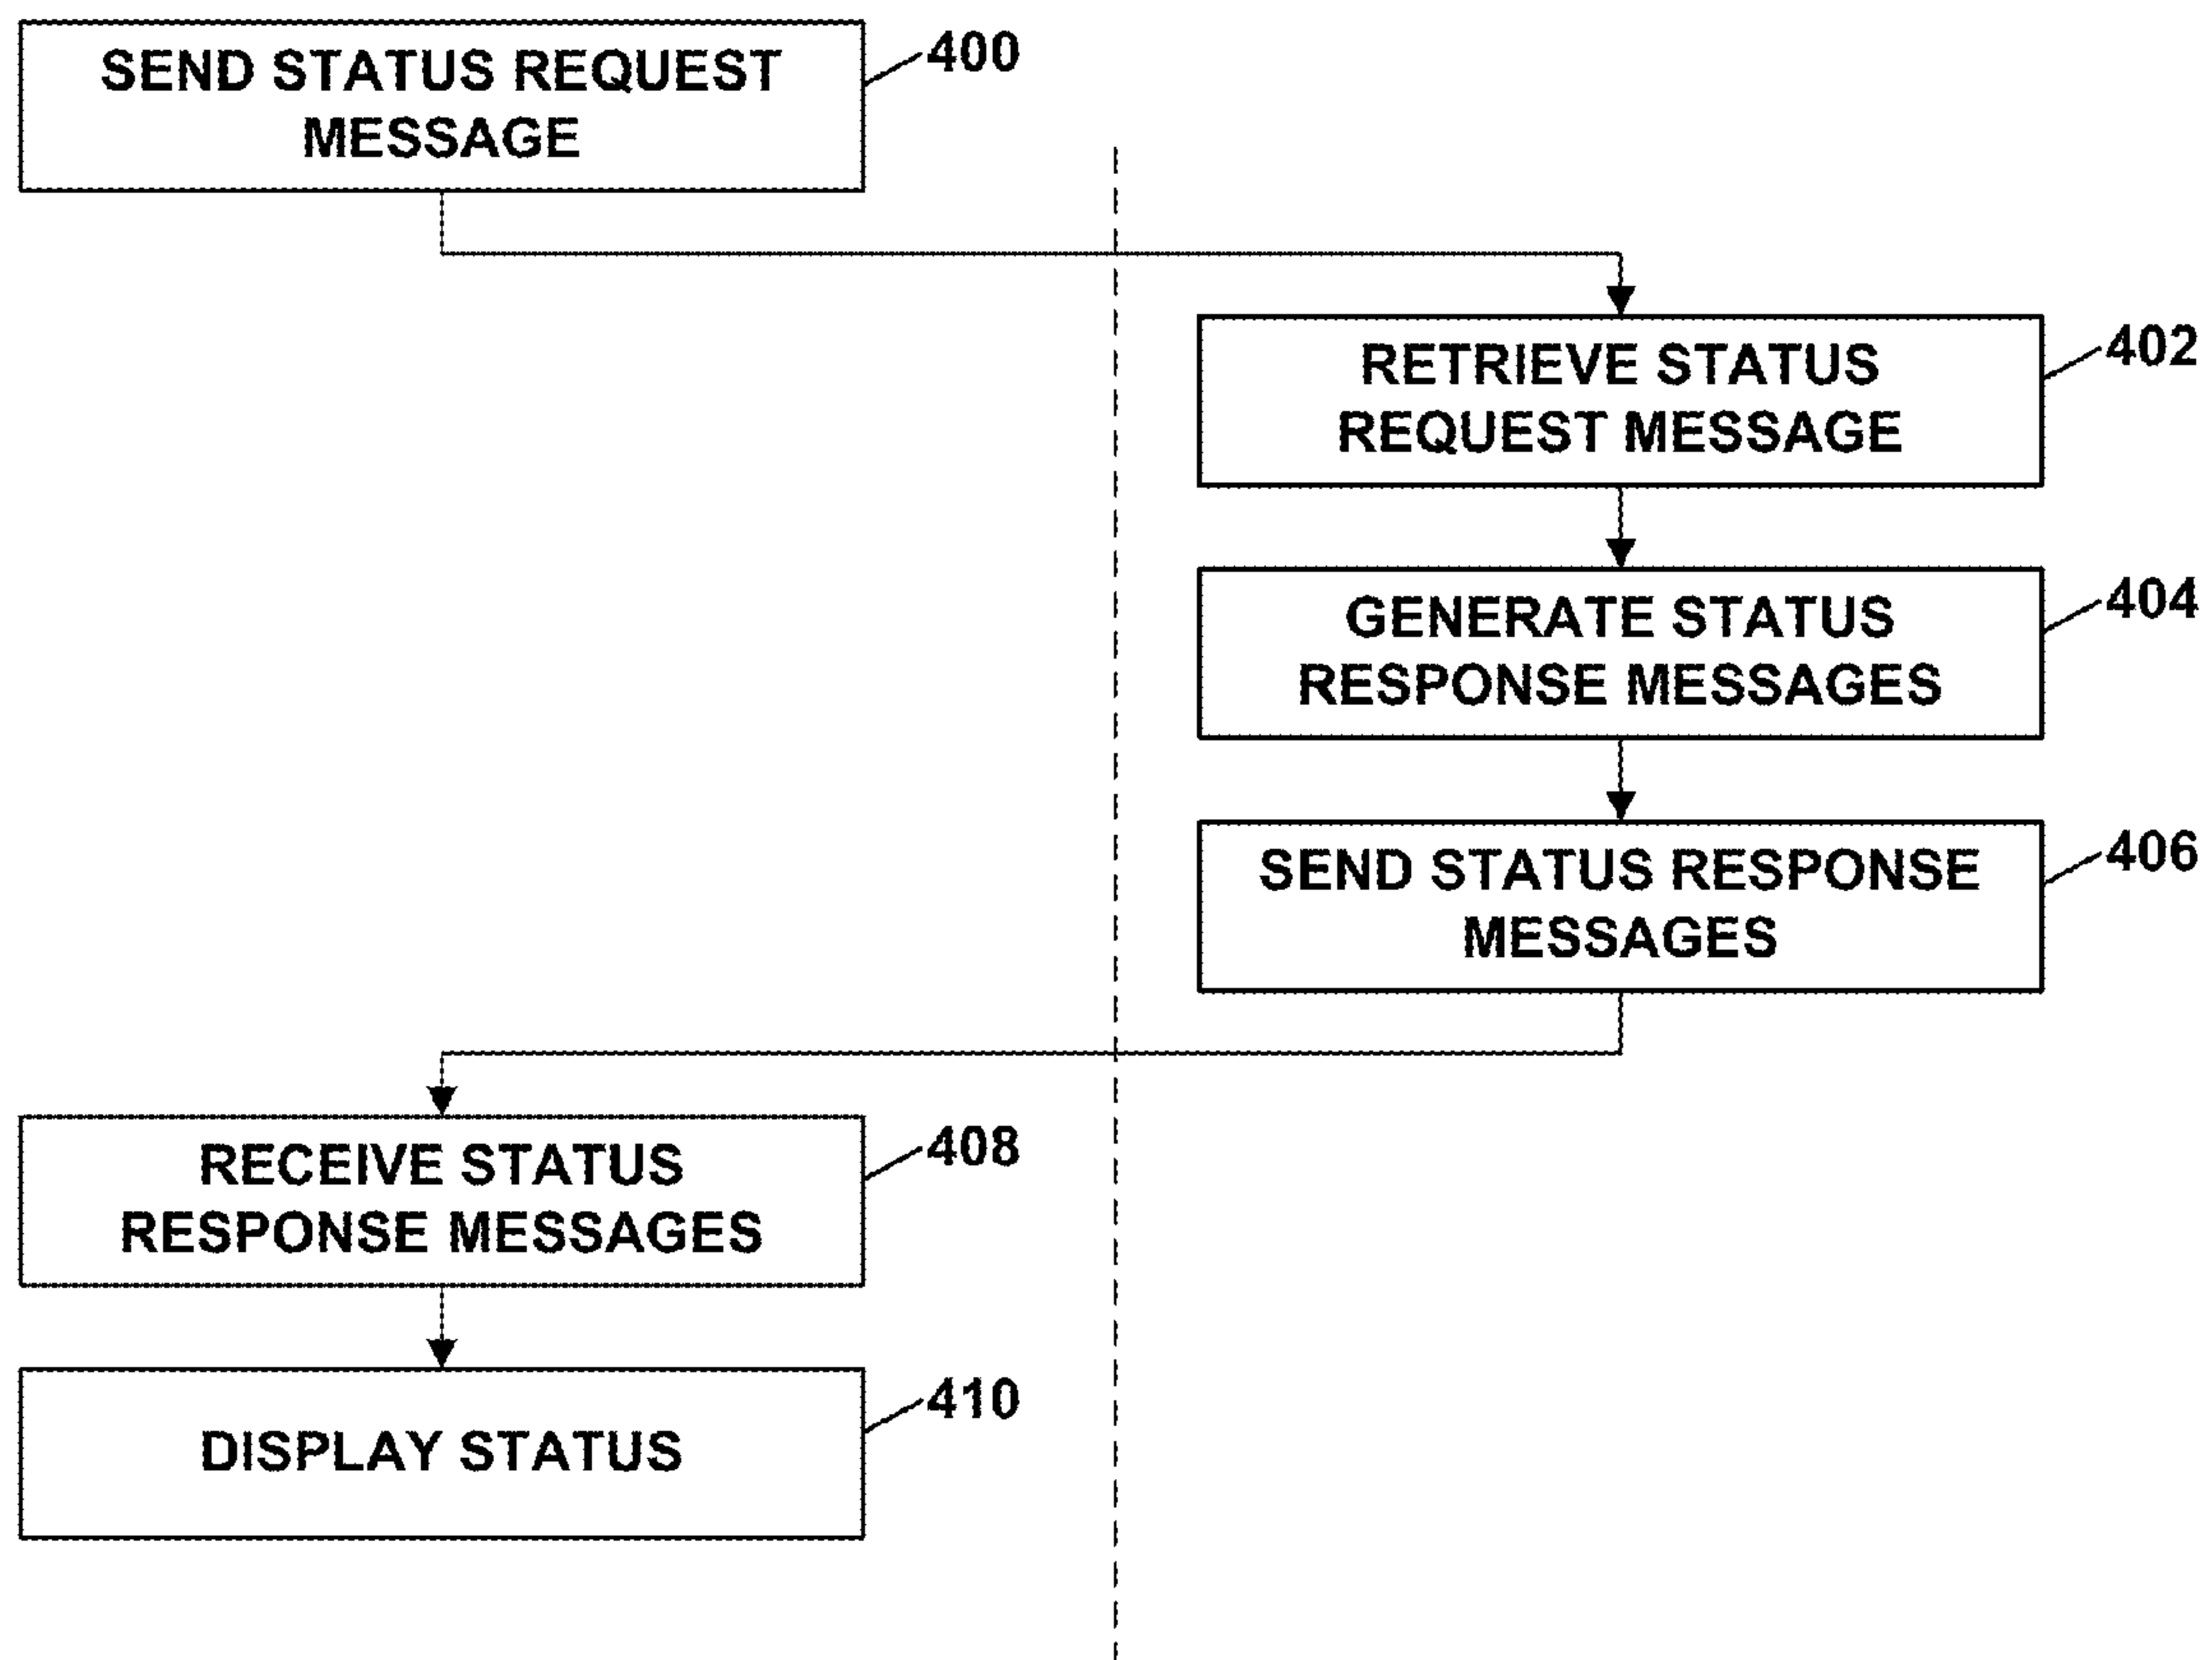 SEND STATUS REQUEST
MESSAGE
400
RETRIEVE STATUS
REQUEST MESSAGE
402
GENERATE STATUS
RESPONSE MESSAGES
404
SEND STATUS RESPONSE
MESSAGES
406
RECEIVE STATUS
RESPONSE MESSAGES
408
DISPLAY STATUS
410